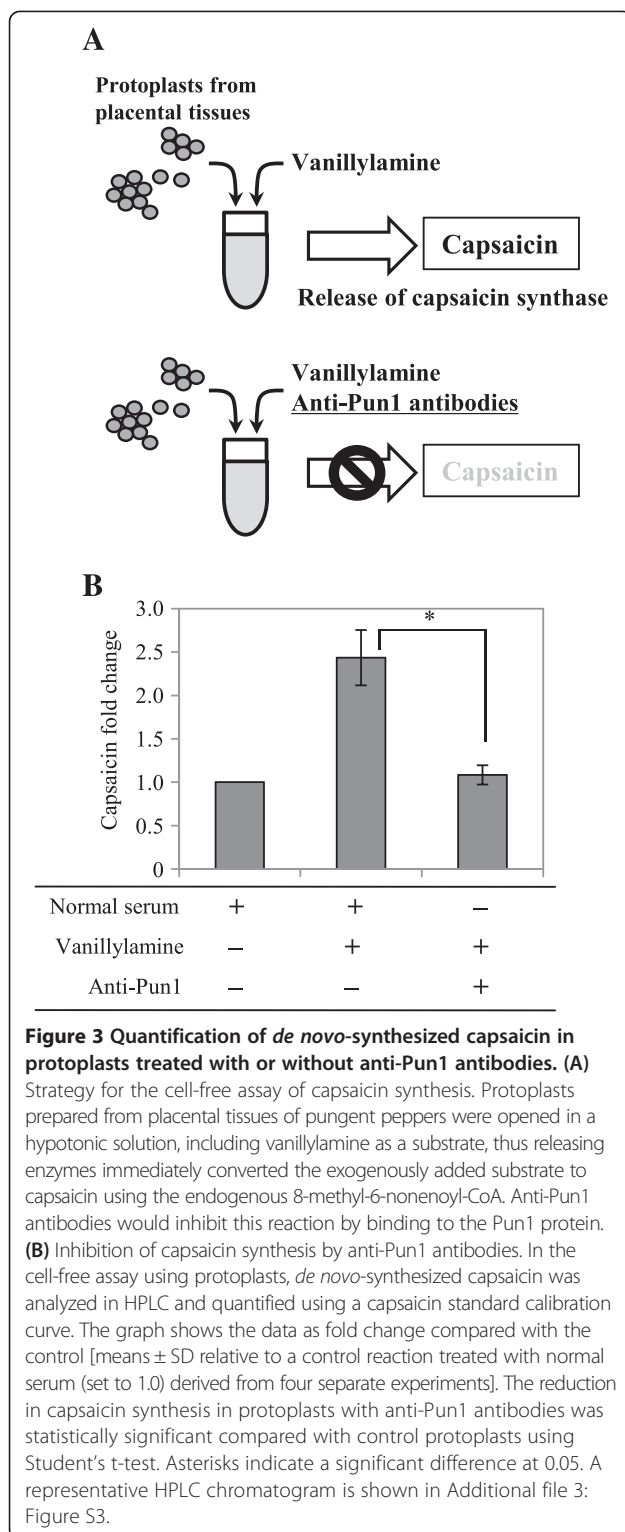 A
Protoplasts from
placental tissues
Vanillylamine
Capsaicin
Release of capsaicin synthase
Vanillylamine
Anti-Pun1 antibodies
Capsaicin
B
3.0
2.5
2.0
1.5
1.0
0.5
0
Capsaicin fold change
*
Normal serum + + −
Vanillylamine − + +
Anti-Pun1 − − +
Figure 3 Quantification of de novo-synthesized capsaicin in
protoplasts treated with or without anti-Pun1 antibodies. (A)
Strategy for the cell-free assay of capsaicin synthesis. Protoplasts
prepared from placental tissues of pungent peppers were opened in a
hypotonic solution, including vanillylamine as a substrate, thus releasing
enzymes immediately converted the exogenously added substrate to
capsaicin using the endogenous 8-methyl-6-nonenoyl-CoA. Anti-Pun1
antibodies would inhibit this reaction by binding to the Pun1 protein.
(B) Inhibition of capsaicin synthesis by anti-Pun1 antibodies. In the
cell-free assay using protoplasts, de novo-synthesized capsaicin was
analyzed in HPLC and quantified using a capsaicin standard calibration
curve. The graph shows the data as fold change compared with the
control [means ± SD relative to a control reaction treated with normal
serum (set to 1.0) derived from four separate experiments]. The reduction
in capsaicin synthesis in protoplasts with anti-Pun1 antibodies was
statistically significant compared with control protoplasts using
Student's t-test. Asterisks indicate a significant difference at 0.05. A
representative HPLC chromatogram is shown in Additional file 3:
Figure S3.